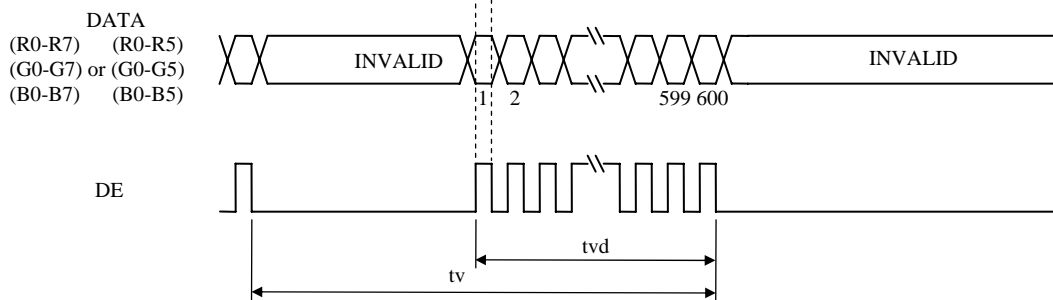 DATA
(R0-R7) (R0-R5)
(G0-G7) or (G0-G5)
(B0-B7) (B0-B5)
INVALID
INVALID
1 2 599 600
DE
tvd
tv